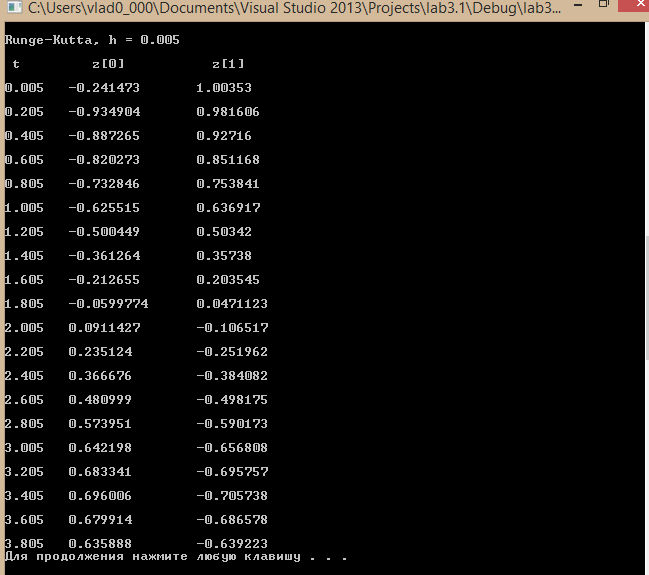 C:\Users\vlad0_000\Documents\Visual Studio 2013\Projects\lab3.1\Debug\lab3...
Runge-Kutta, h = 0.005
t z[0] z[1]
0.005 -0.241473 1.00353
0.205 -0.934904 0.981606
0.405 -0.887265 0.92716
0.605 -0.820273 0.851168
0.805 -0.732846 0.753841
1.005 -0.625515 0.636917
1.205 -0.500449 0.50342
1.405 -0.361264 0.35738
1.605 -0.212655 0.203545
1.805 -0.0599774 0.0471123
2.005 0.0911427 -0.106517
2.205 0.235124 -0.251962
2.405 0.366676 -0.384082
2.605 0.480999 -0.498175
2.805 0.573951 -0.590173
3.005 0.642198 -0.656808
3.205 0.683341 -0.695757
3.405 0.696006 -0.705738
3.605 0.679914 -0.686578
3.805 0.635888 -0.639223
Для продолжения нажмите любую клавишу . . .